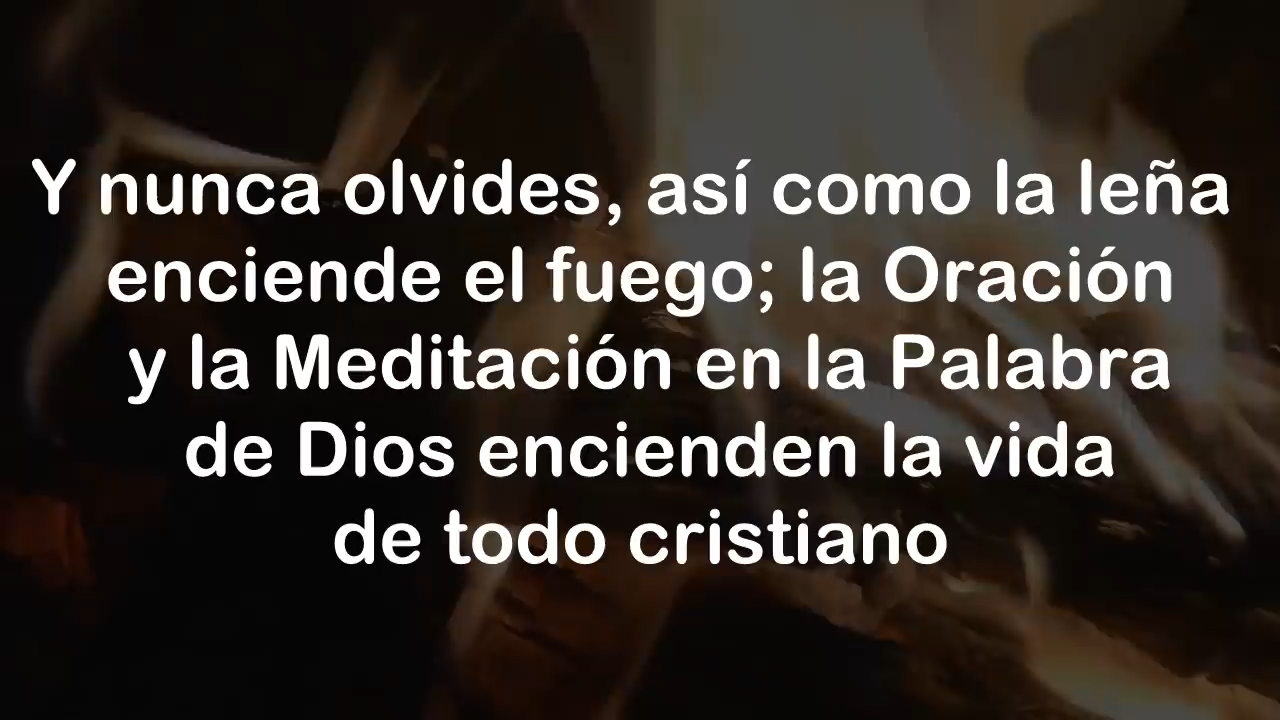 Y nunca olvides, así como la leña
enciende el fuego; la Oración
y la Meditación en la Palabra
de Dios encienden la vida
de todo cristiano